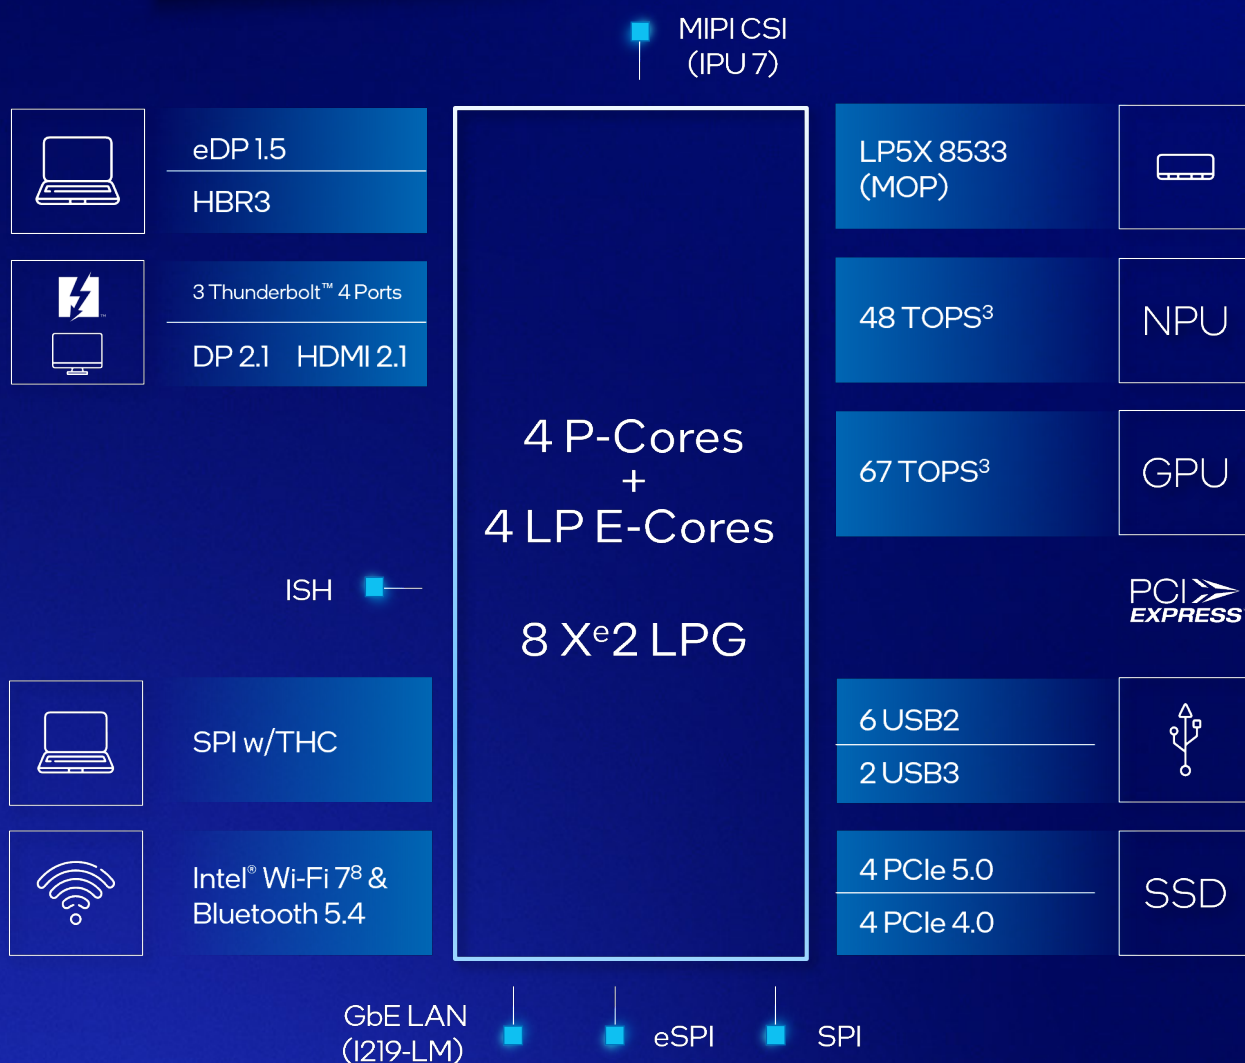 MIPI CSI
(IPU 7)
eDP 1.5
HBR3
3 Thunderbolt™ 4 Ports
DP 2.1 HDMI 2.1
ISH
SPI w/THC
Intel® Wi-Fi 7⁸ &
Bluetooth 5.4
4 P-Cores
+
4 LP E-Cores
8 Xᵉ2 LPG
LP5X 8533
(MOP)
48 TOPS³
NPU
67 TOPS³
GPU
PCI
EXPRESS
6 USB2
2 USB3
4 PCIe 5.0
4 PCIe 4.0
SSD
GbE LAN
(I219-LM)
eSPI
SPI